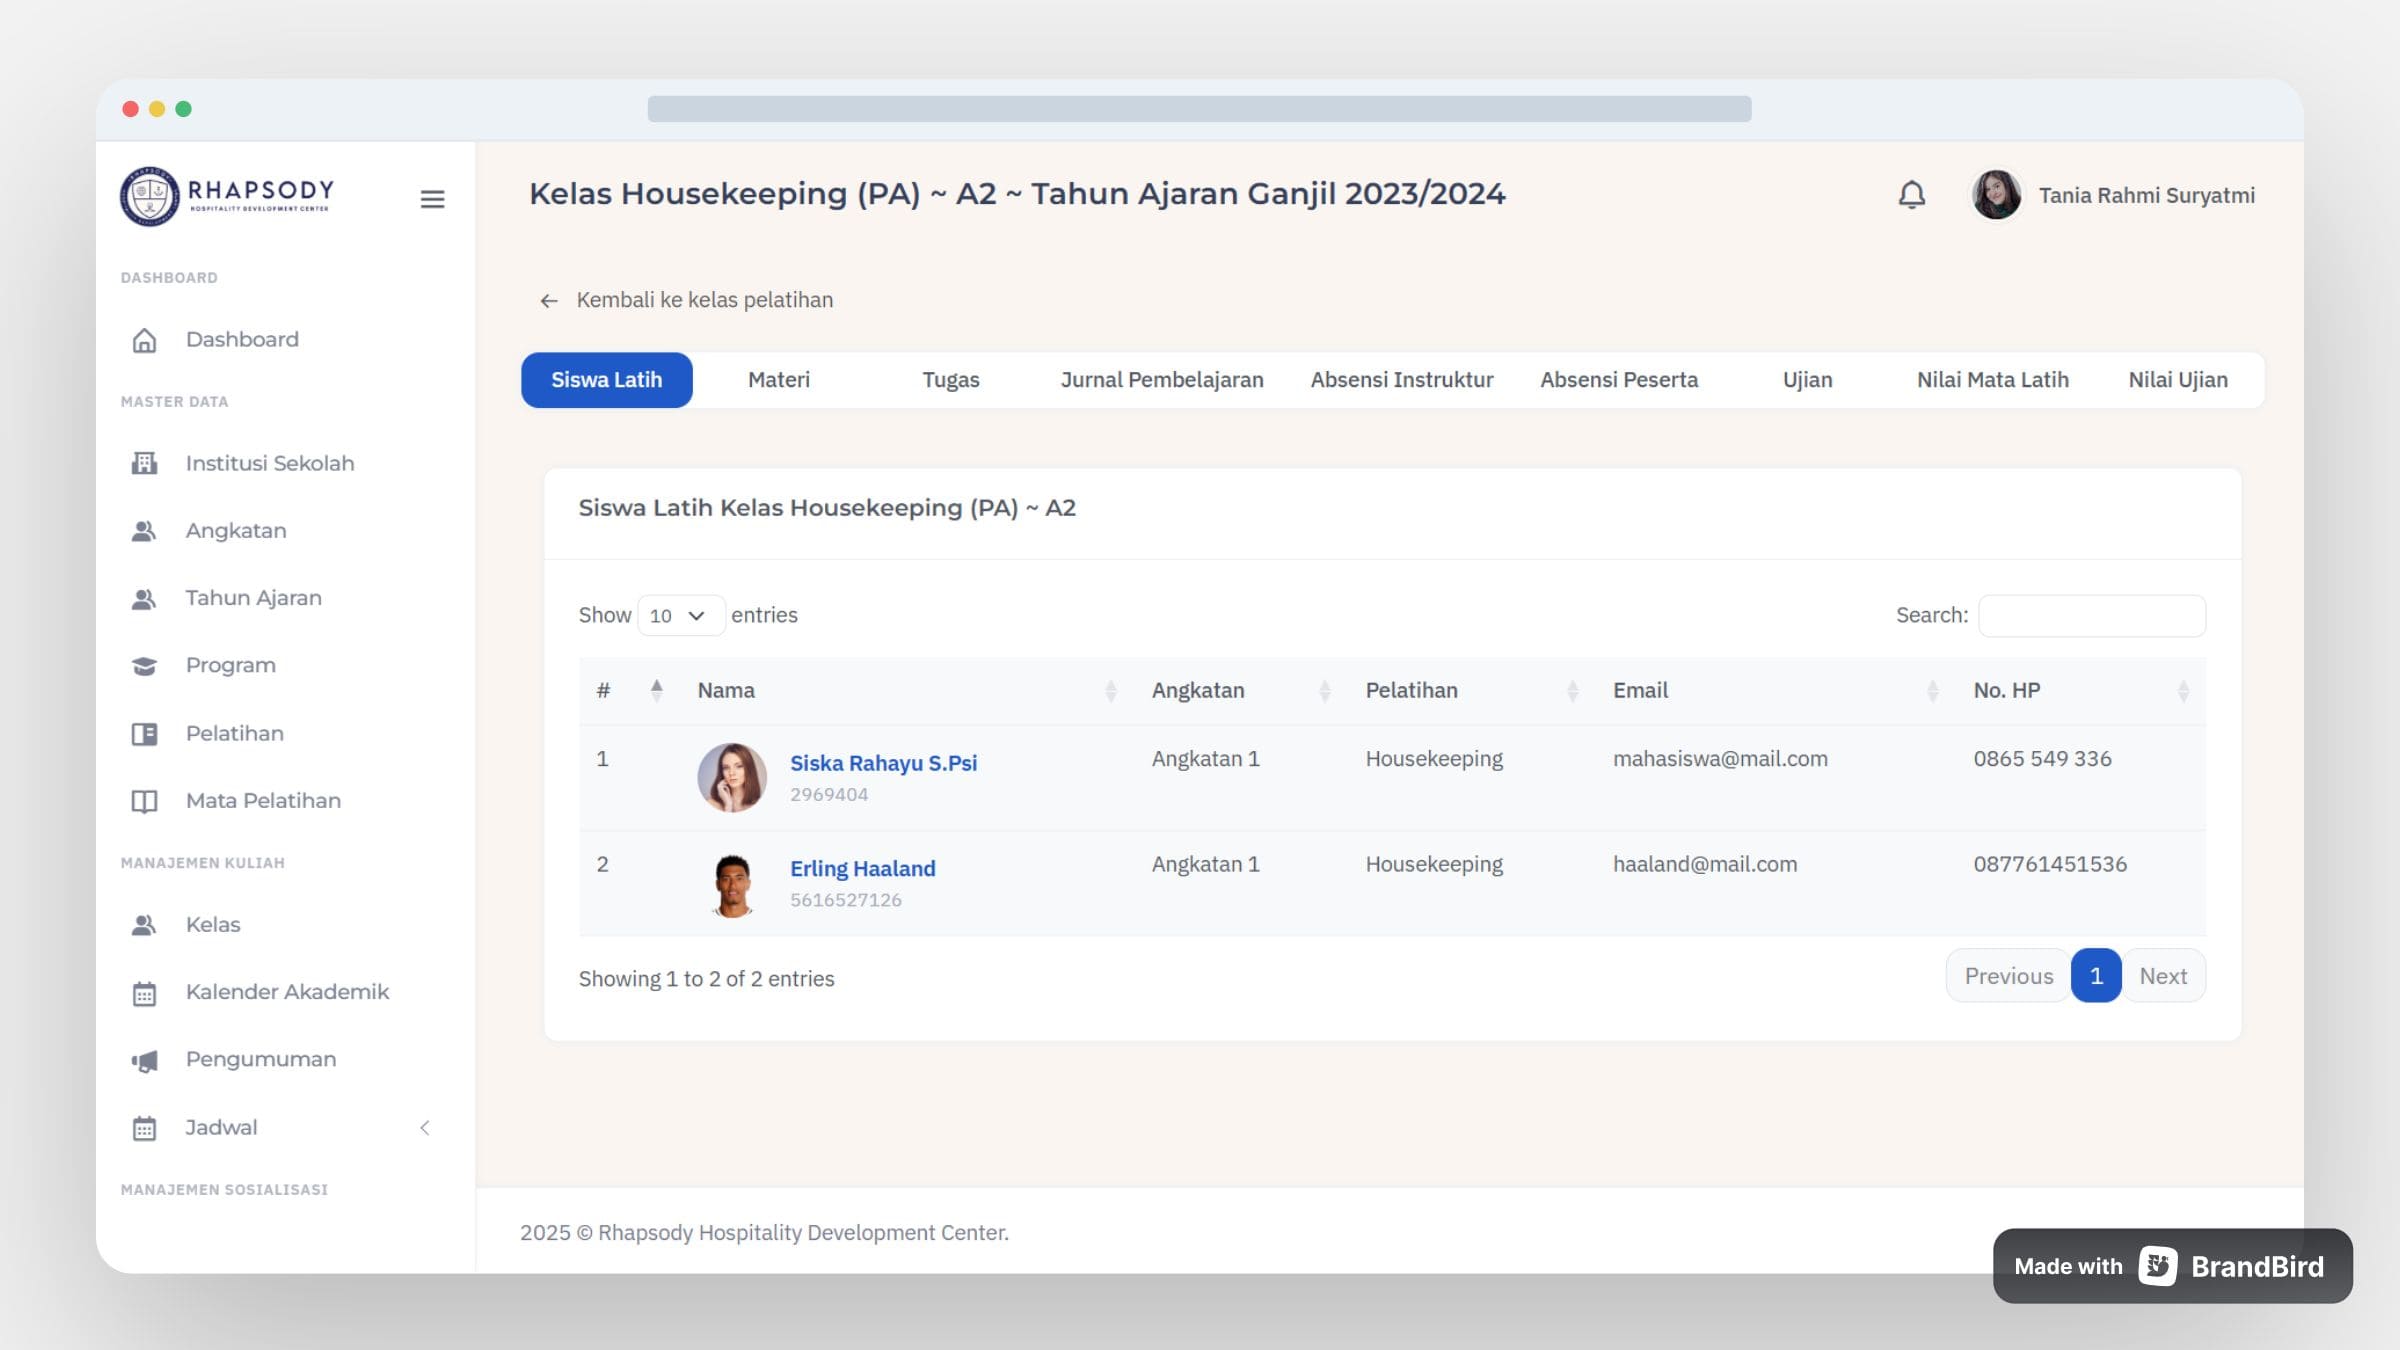 RHAPSODY
HOSPITALITY DEVELOPMENT CENTER
Kelas Housekeeping (PA) ~ A2 ~ Tahun Ajaran Ganjil 2023/2024
Tania Rahmi Suryatmi
DASHBOARD
Dashboard
MASTER DATA
Institusi Sekolah
Angkatan
Tahun Ajaran
Program
Pelatihan
Mata Pelatihan
MANAJEMEN KULIAH
Kelas
Kalender Akademik
Pengumuman
Jadwal
MANAJEMEN SOSIALISASI
Kembali ke kelas pelatihan
Siswa Latih Materi Tugas Jurnal Pembelajaran Absensi Instruktur Absensi Peserta Ujian Nilai Mata Latih Nilai Ujian
Siswa Latih Kelas Housekeeping (PA) ~ A2
Show 10 entries Search:
# Nama Angkatan Pelatihan Email No. HP
1 Siska Rahayu S.Psi Angkatan 1 Housekeeping mahasiswa@mail.com 0865 549 336
2969404
2 Erling Haaland Angkatan 1 Housekeeping haaland@mail.com 087761451536
5616527126
Showing 1 to 2 of 2 entries Previous 1 Next
2025 © Rhapsody Hospitality Development Center.
Made with BrandBird